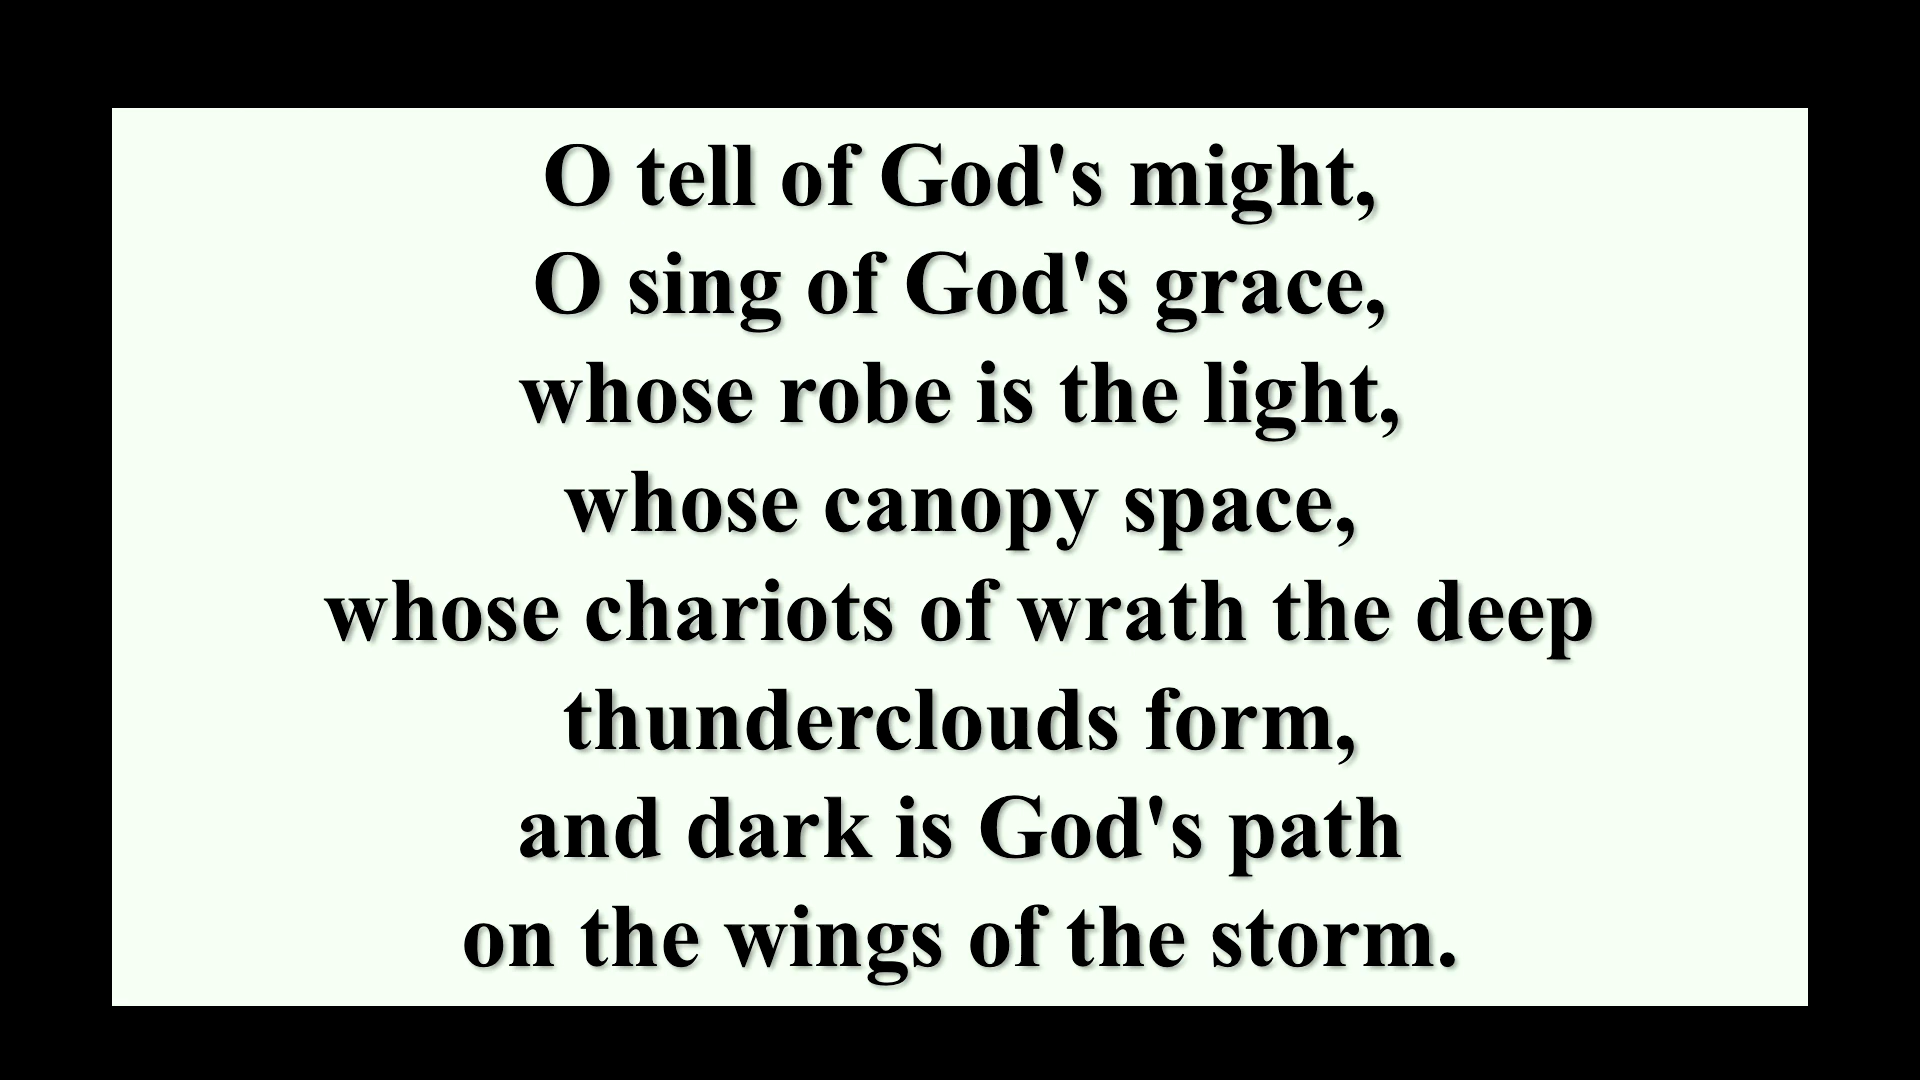 O tell of God's might,
O sing of God's grace,
whose robe is the light,
whose canopy space,
whose chariots of wrath the deep
thunderclouds form,
and dark is God's path
on the wings of the storm.